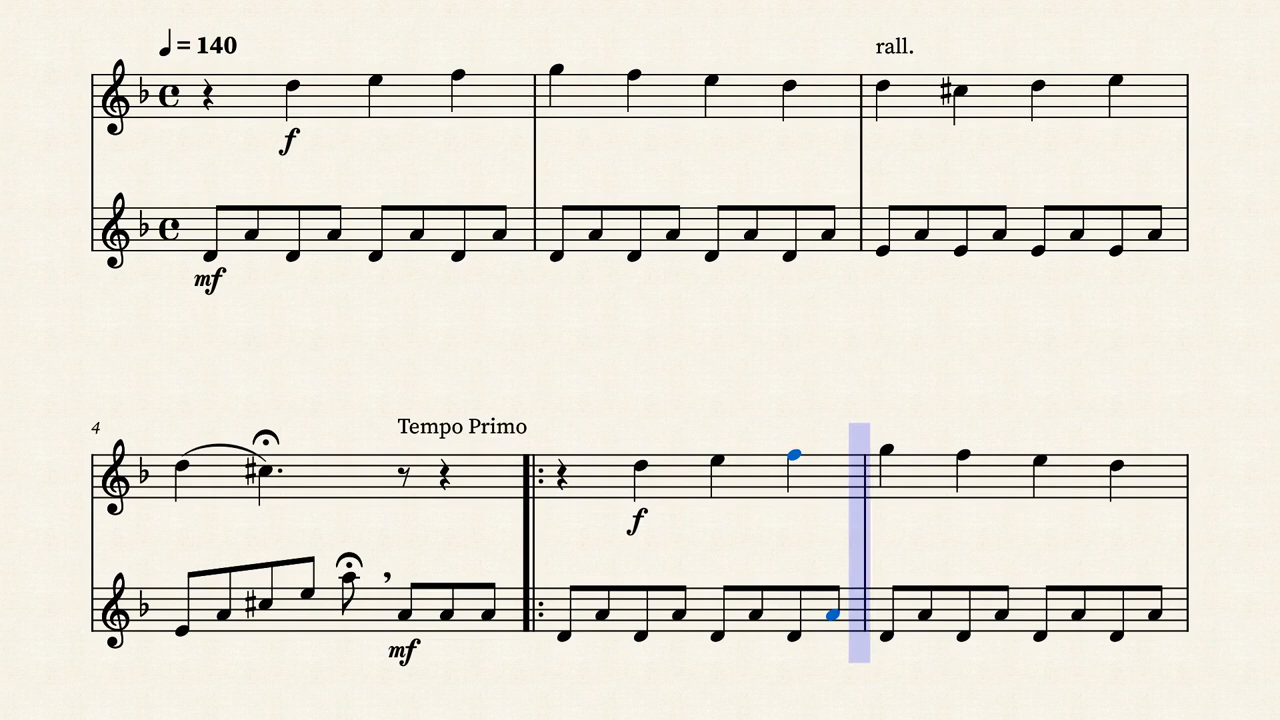 ♩ = 140
rall.
f
mf
4
Tempo Primo
f
mf